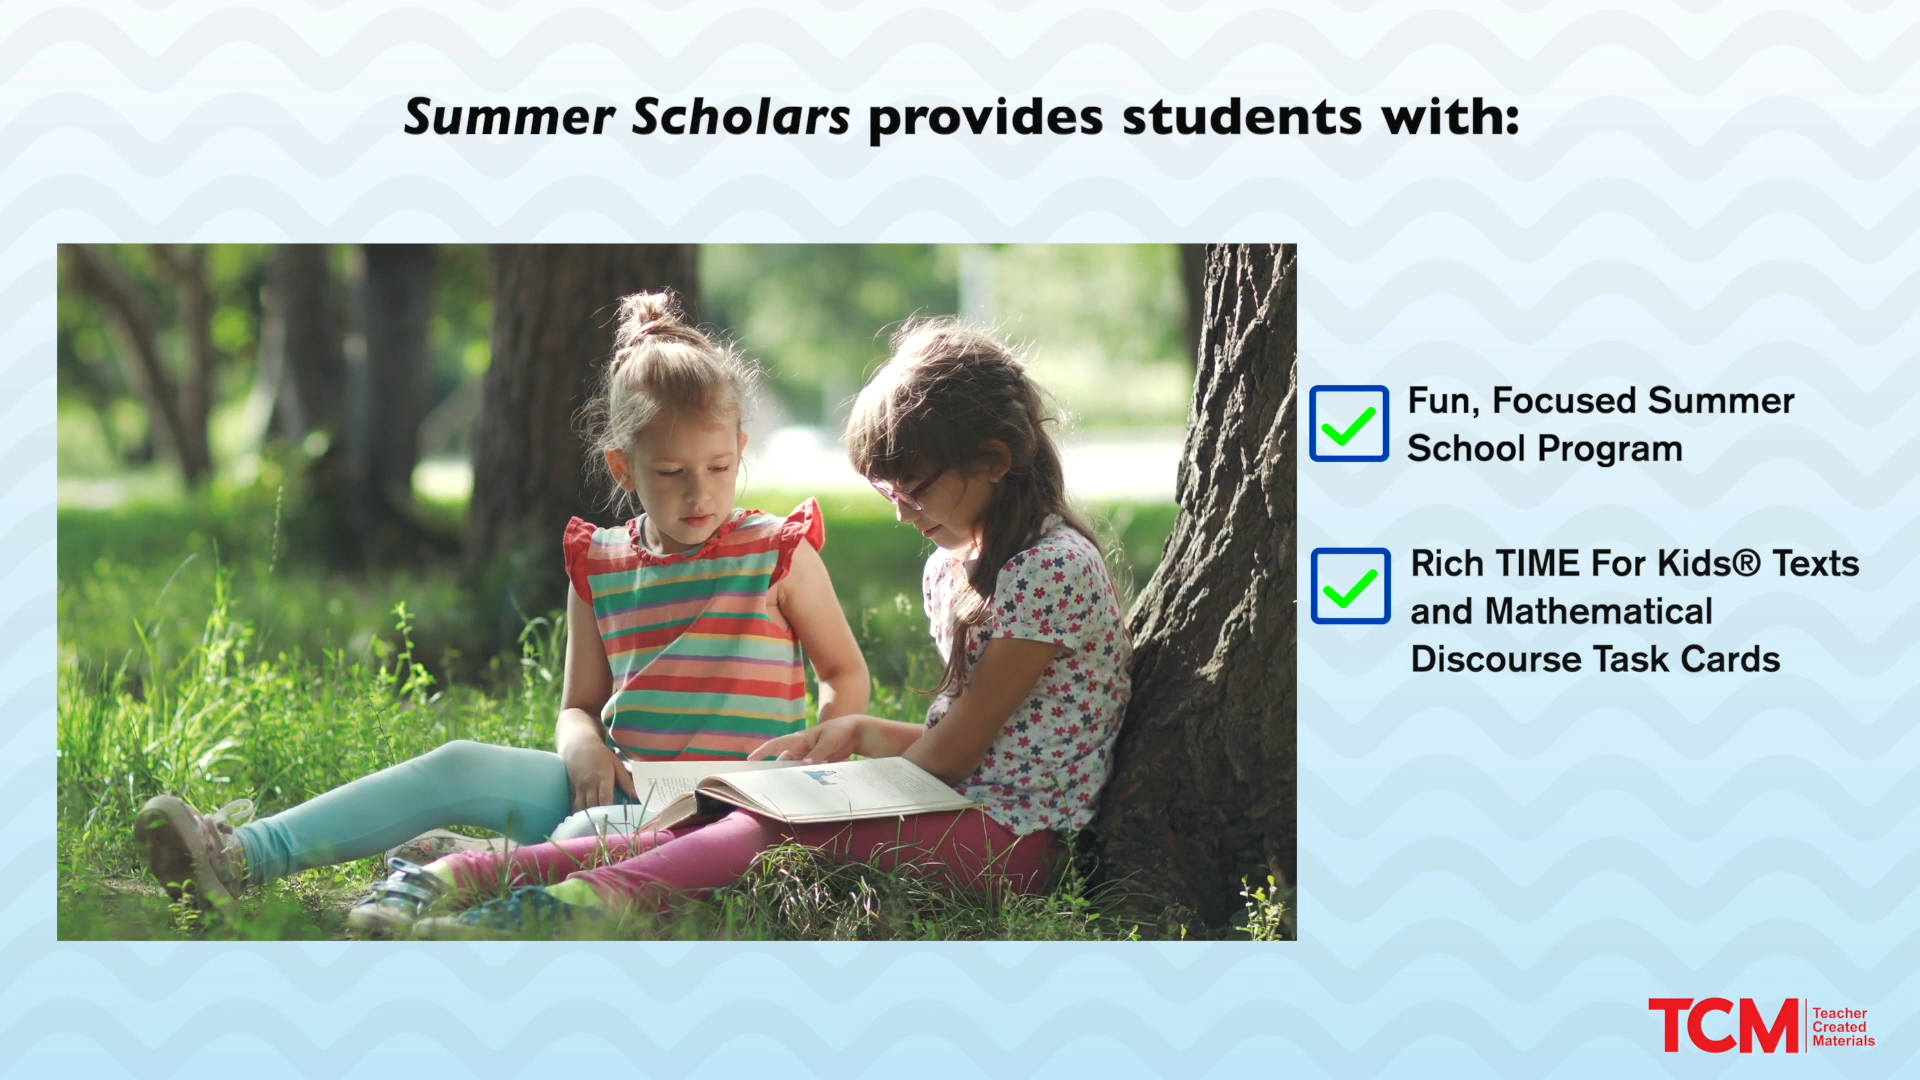 Summer Scholars provides students with:
Fun, Focused Summer
School Program
Rich TIME For Kids® Texts
and Mathematical
Discourse Task Cards
TCM
Teacher
Created
Materials